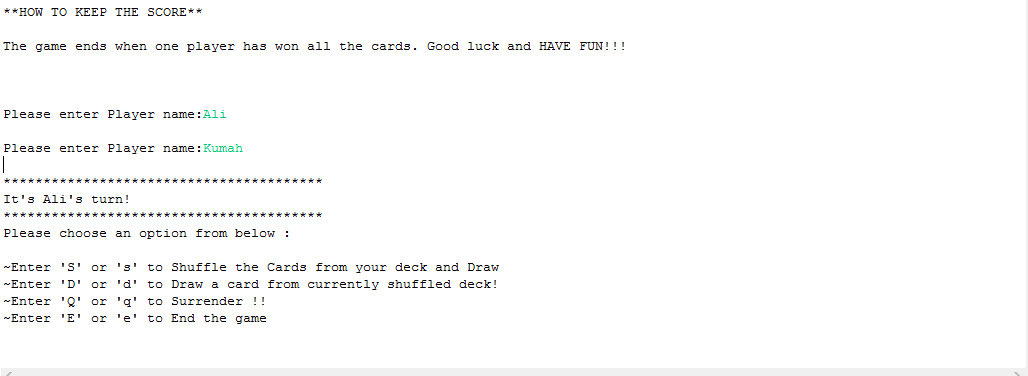 **HOW TO KEEP THE SCORE**
The game ends when one player has won all the cards. Good luck and HAVE FUN!!!
Please enter Player name:Ali
Please enter Player name:Kumah
****************************************
It's Ali's turn!
****************************************
Please choose an option from below :
~Enter 'S' or 's' to Shuffle the Cards from your deck and Draw
~Enter 'D' or 'd' to Draw a card from currently shuffled deck!
~Enter 'Q' or 'q' to Surrender !!
~Enter 'E' or 'e' to End the game